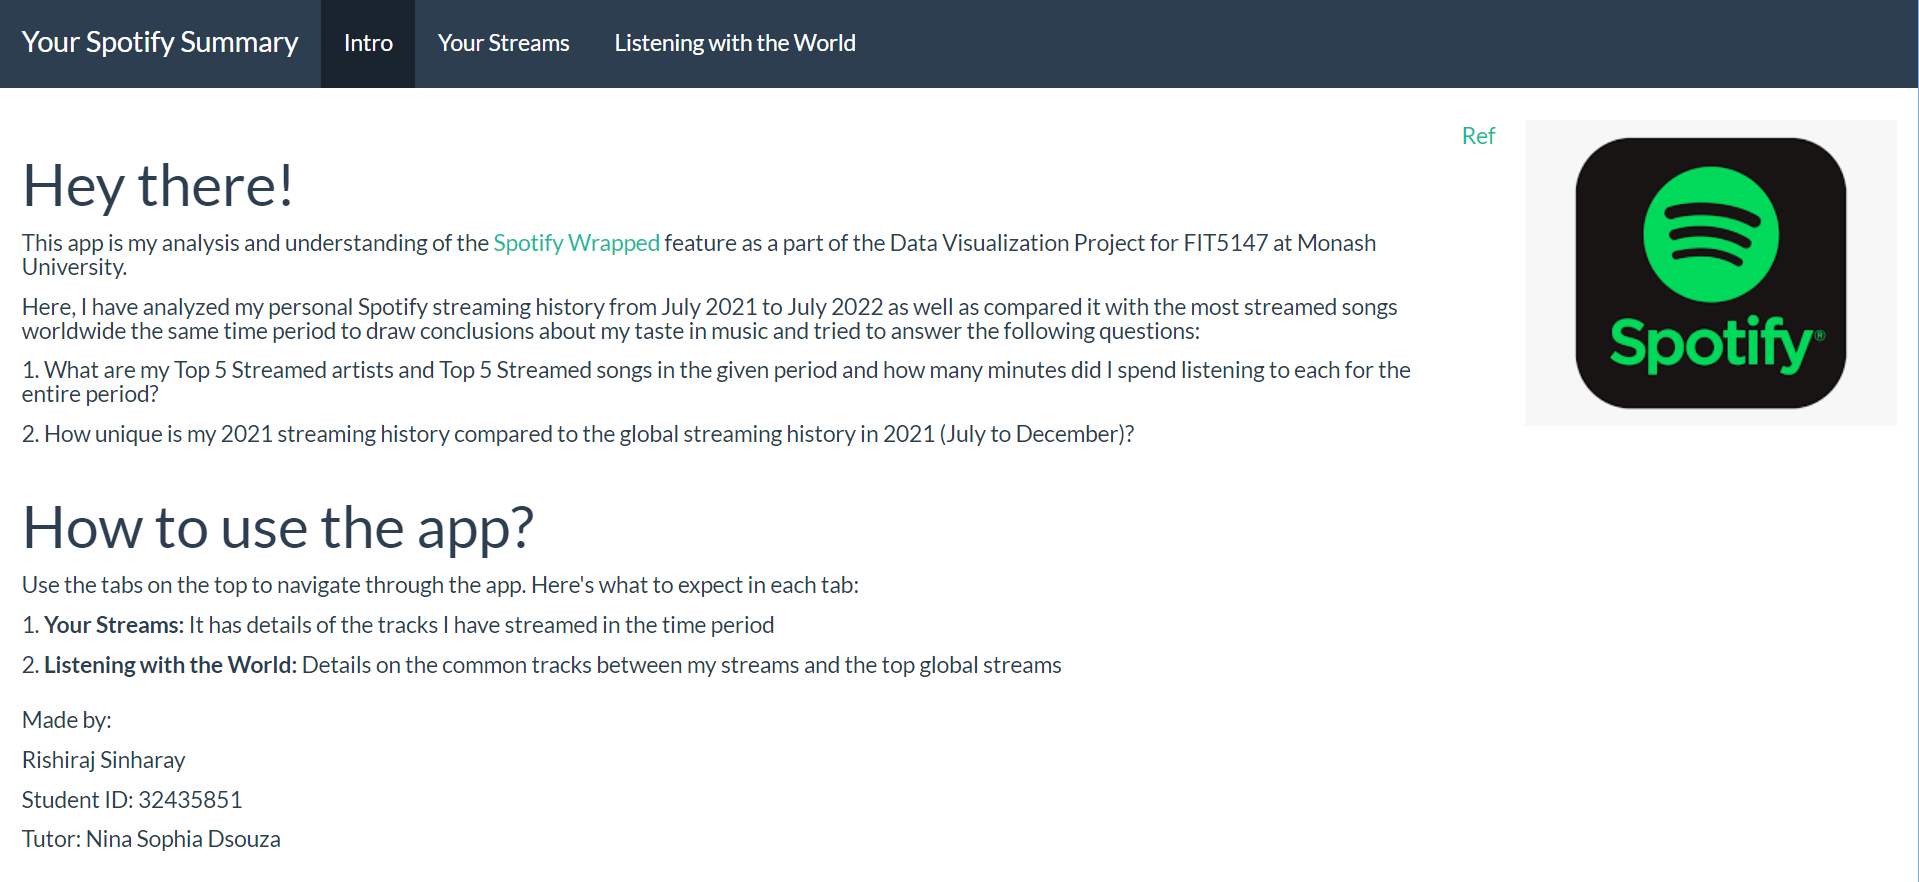 Your Spotify Summary Intro Your Streams Listening with the World
Ref
Hey there!
This app is my analysis and understanding of the Spotify Wrapped feature as a part of the Data Visualization Project for FIT5147 at Monash
University.
Here, I have analyzed my personal Spotify streaming history from July 2021 to July 2022 as well as compared it with the most streamed songs
worldwide the same time period to draw conclusions about my taste in music and tried to answer the following questions:
1. What are my Top 5 Streamed artists and Top 5 Streamed songs in the given period and how many minutes did I spend listening to each for the
entire period?
2. How unique is my 2021 streaming history compared to the global streaming history in 2021 (July to December)?
Spotify®
How to use the app?
Use the tabs on the top to navigate through the app. Here's what to expect in each tab:
1. Your Streams: It has details of the tracks I have streamed in the time period
2. Listening with the World: Details on the common tracks between my streams and the top global streams
Made by:
Rishiraj Sinharay
Student ID: 32435851
Tutor: Nina Sophia Dsouza